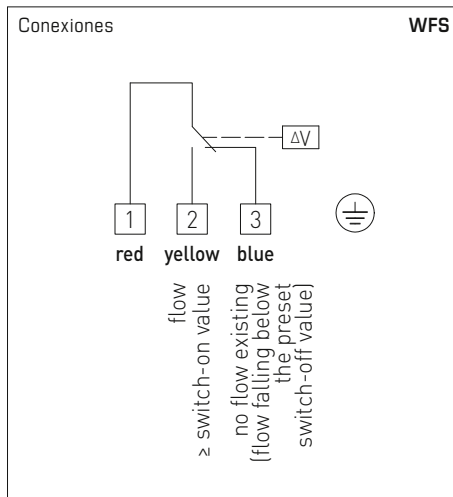 Conexiones
WFS
ΔV
1 2 3
red yellow blue
flow
≥ switch-on value
no flow existing
(flow falling below
the preset
switch-off value)